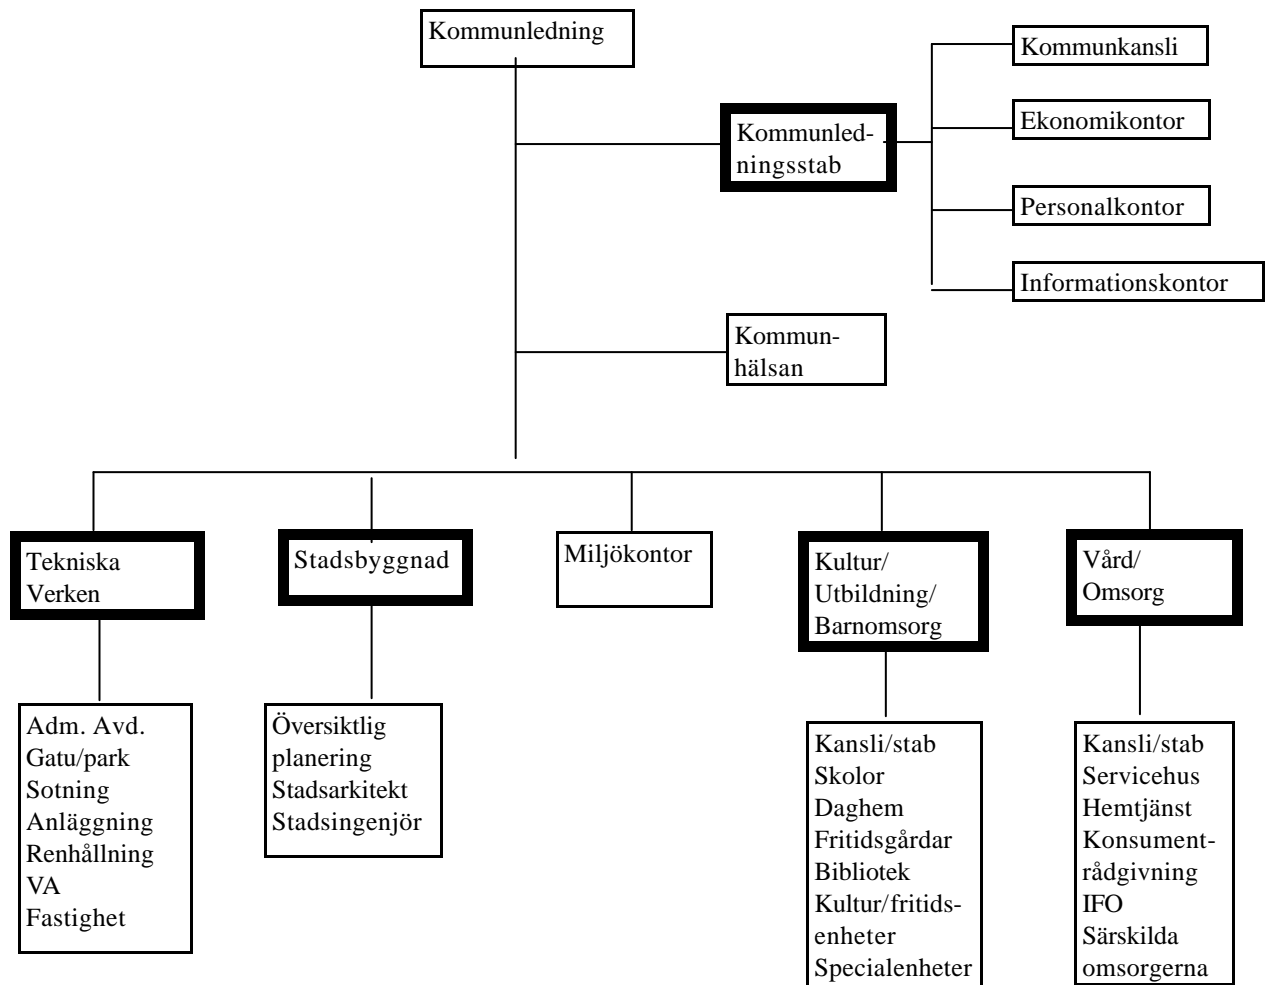 Kommunledning
Kommunkansli
Kommunled-
ningsstab
Ekonomikontor
Personalkontor
Informationskontor
Kommun-
hälsan
Tekniska
Verken
Stadsbyggnad
Miljökontor
Kultur/
Utbildning/
Barnomsorg
Vård/
Omsorg
Adm. Avd.
Gatu/park
Sotning
Anläggning
Renhållning
VA
Fastighet
Översiktlig
planering
Stadsarkitekt
Stadsingenjör
Kansli/stab
Skolor
Daghem
Fritidsgårdar
Bibliotek
Kultur/fritids-
enheter
Specialenheter
Kansli/stab
Servicehus
Hemtjänst
Konsument-
rådgivning
IFO
Särskilda
omsorgerna